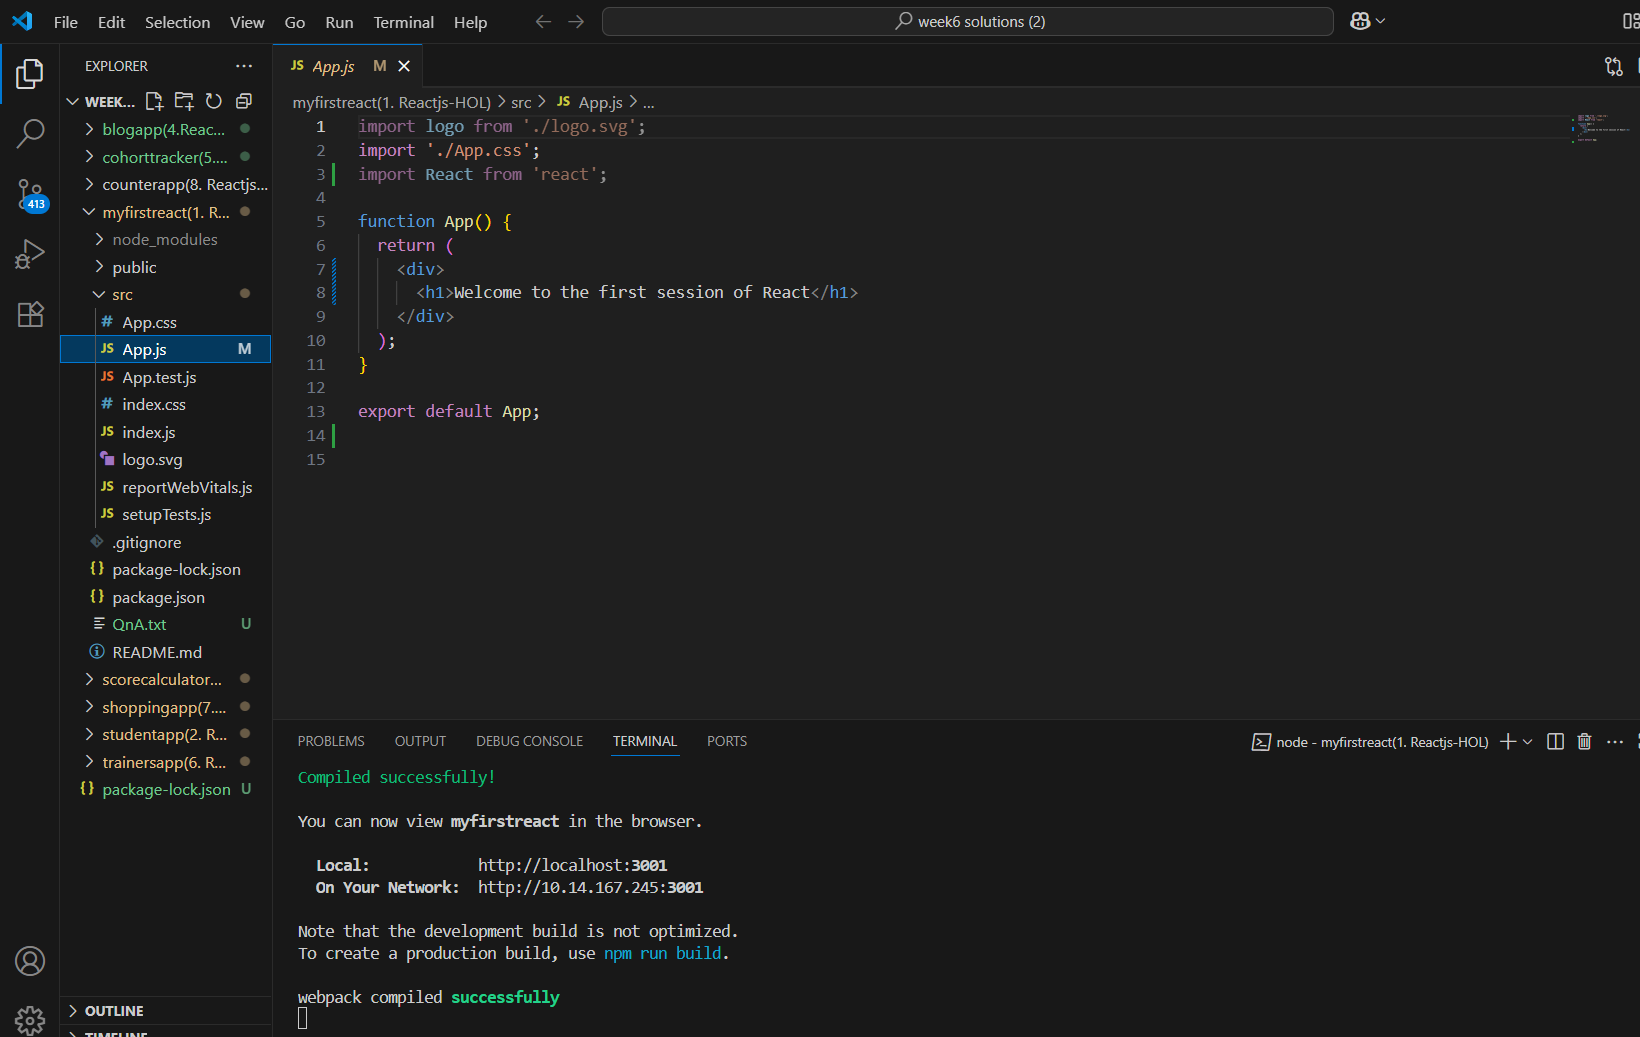 File Edit Selection View Go Run Terminal Help
week6 solutions (2)
EXPLORER
WEEK...
blogapp(4.Reac...
cohorttracker(5....
counterapp(8. Reactjs...
myfirstreact(1. R...
node_modules
public
src
# App.css
JS App.js M
JS App.test.js
# index.css
JS index.js
logo.svg
JS reportWebVitals.js
JS setupTests.js
.gitignore
{} package-lock.json
{} package.json
QnA.txt U
README.md
scorecalculator...
shoppingapp(7....
studentapp(2. R...
trainersapp(6. R...
{} package-lock.json U
OUTLINE
TIMELINE
413
JS App.js M
myfirstreact(1. Reactjs-HOL) > src > JS App.js > ...
1 import logo from './logo.svg';
2 import './App.css';
3 import React from 'react';
4
5 function App() {
6 return (
7 <div>
8 <h1>Welcome to the first session of React</h1>
9 </div>
10 );
11 }
12
13 export default App;
14
15
PROBLEMS OUTPUT DEBUG CONSOLE TERMINAL PORTS
node - myfirstreact(1. Reactjs-HOL)
Compiled successfully!
You can now view myfirstreact in the browser.
Local: http://localhost:3001
On Your Network: http://10.14.167.245:3001
Note that the development build is not optimized.
To create a production build, use npm run build.
webpack compiled successfully